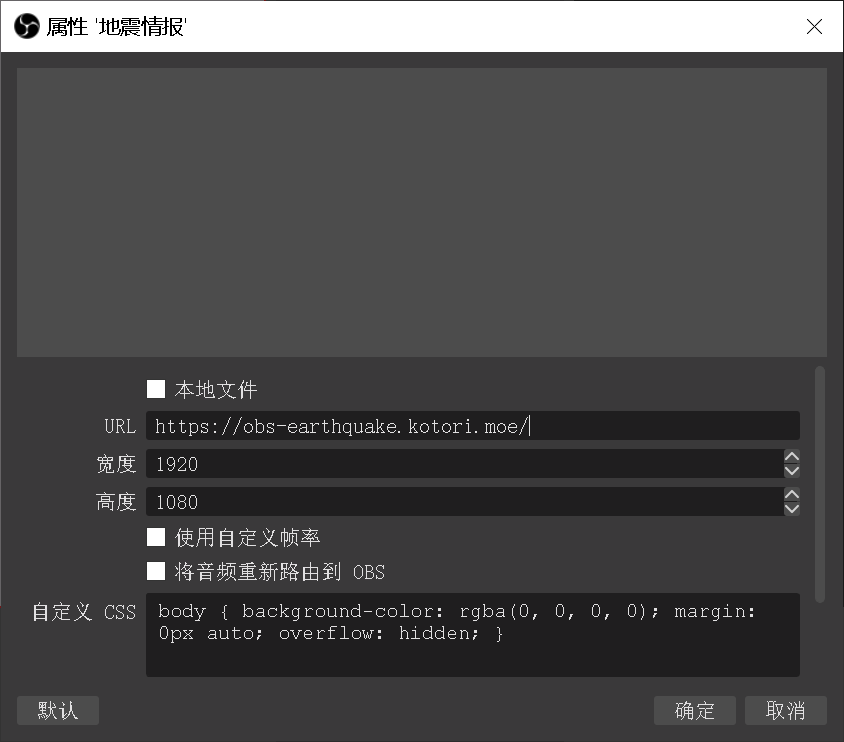 属性 '地震情报'
本地文件
URL https://obs-earthquake.kotori.moe/
宽度 1920
高度 1080
使用自定义帧率
将音频重新路由到 OBS
自定义 CSS body { background-color: rgba(0, 0, 0, 0); margin:
0px auto; overflow: hidden; }
默认 确定 取消